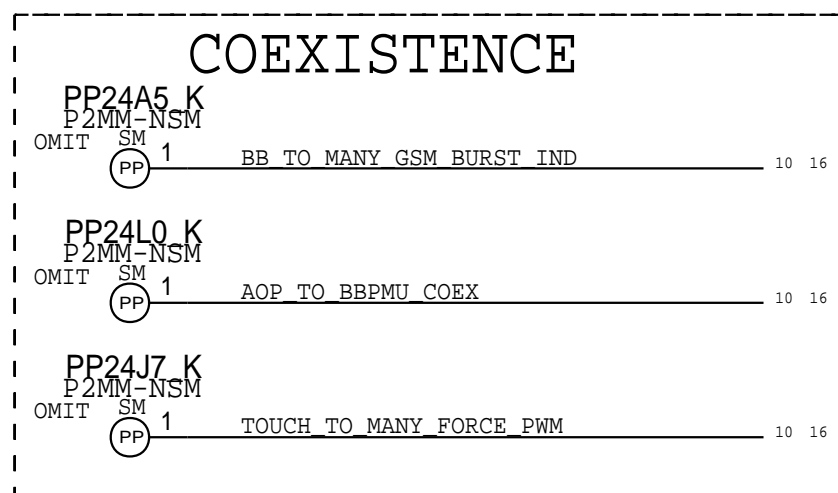 COEXISTENCE
PP24A5_K
P2MM-NSM
OMIT SM
PP 1 BB_TO_MANY_GSM_BURST_IND 10 16
PP24L0_K
P2MM-NSM
OMIT SM
PP 1 AOP_TO_BBPMU_COEX 10 16
PP24J7_K
P2MM-NSM
OMIT SM
PP 1 TOUCH_TO_MANY_FORCE_PWM 10 16